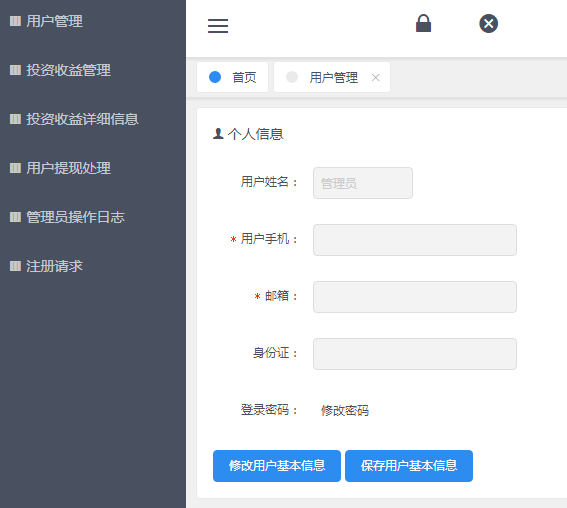 用户管理
投资收益管理
投资收益详细信息
用户提现处理
管理员操作日志
注册请求
首页 用户管理
个人信息
用户姓名： 管理员
* 用户手机：
* 邮箱：
身份证：
登录密码： 修改密码
修改用户基本信息 保存用户基本信息